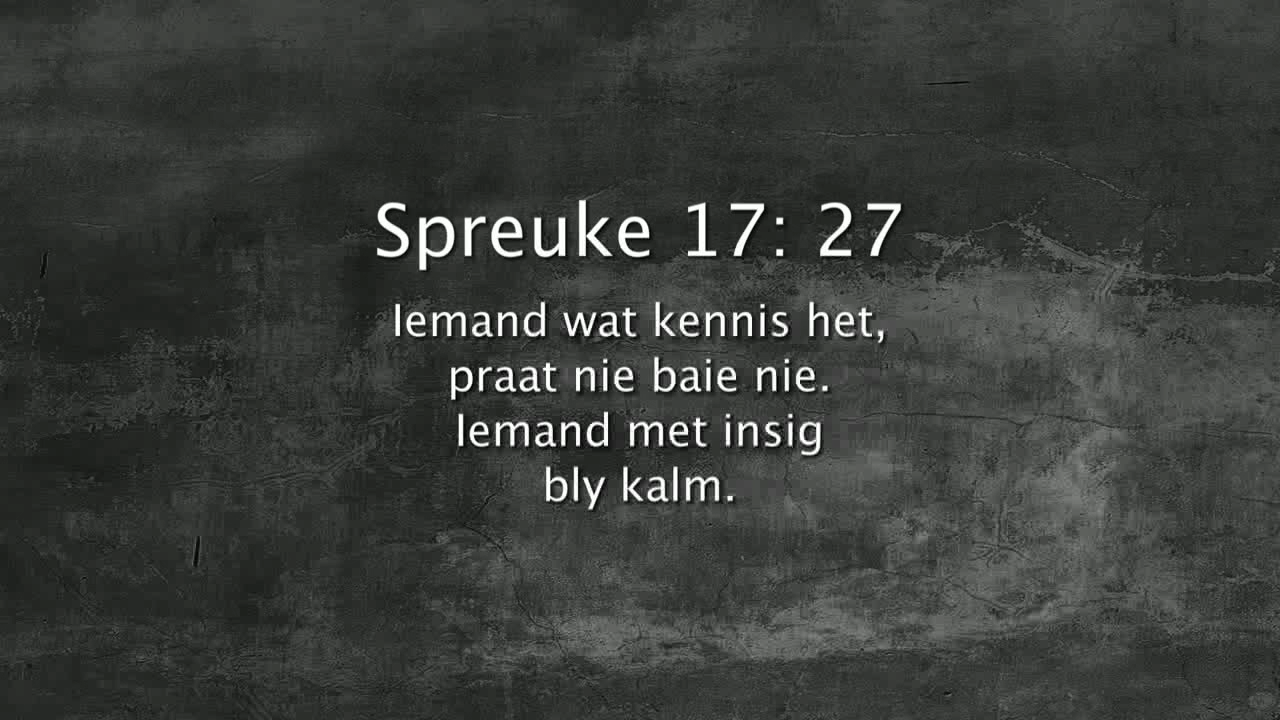 Spreuke 17: 27
Iemand wat kennis het,
praat nie baie nie.
Iemand met insig
bly kalm.